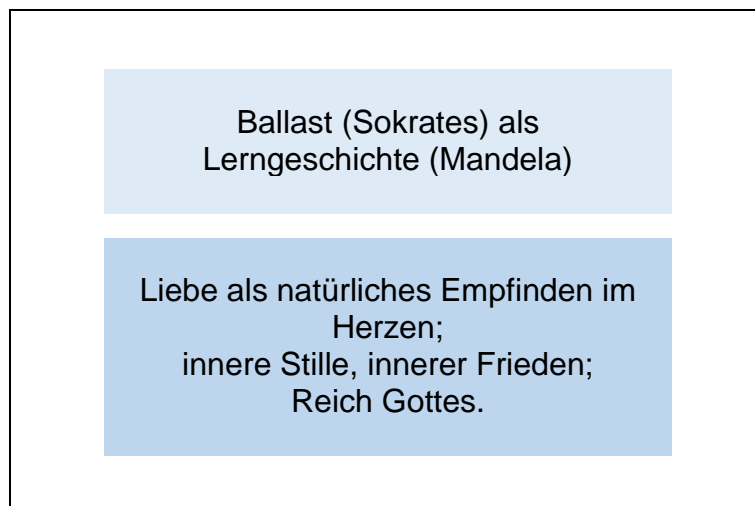 Ballast (Sokrates) als
Lerngeschichte (Mandela)
Liebe als natürliches Empfinden im
Herzen;
innere Stille, innerer Frieden;
Reich Gottes.